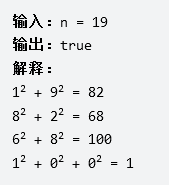 输入：n = 19
输出：true
解释：
1² + 9² = 82
8² + 2² = 68
6² + 8² = 100
1² + 0² + 0² = 1